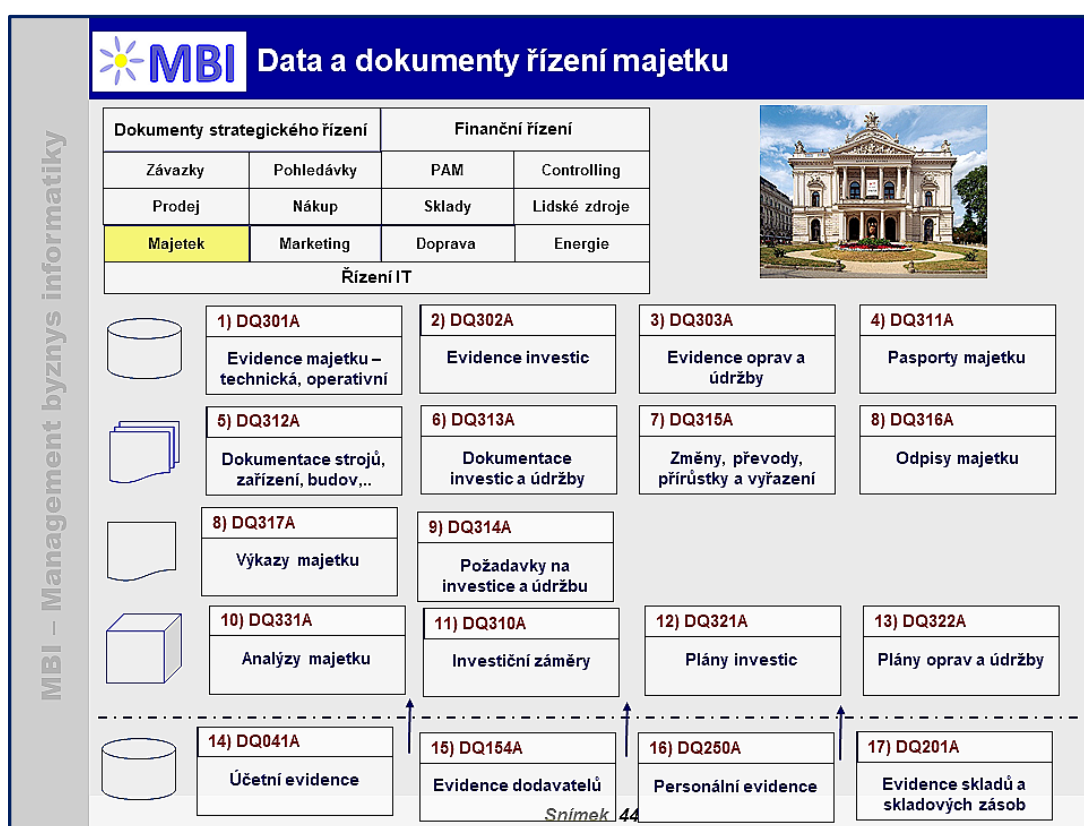 MBI Data a dokumenty řízení majetku
MBI – Management byznys informatiky
Dokumenty strategického řízení Finanční řízení
Závazky Pohledávky PAM Controlling
Prodej Nákup Sklady Lidské zdroje
Majetek Marketing Doprava Energie
Řízení IT
1) DQ301A
Evidence majetku –
technická, operativní
2) DQ302A
Evidence investic
3) DQ303A
Evidence oprav a
údržby
4) DQ311A
Pasporty majetku
5) DQ312A
Dokumentace strojů,
zařízení, budov,..
6) DQ313A
Dokumentace
investic a údržby
7) DQ315A
Změny, převody,
přírůstky a vyřazení
8) DQ316A
Odpisy majetku
8) DQ317A
Výkazy majetku
9) DQ314A
Požadavky na
investice a údržbu
10) DQ331A
Analýzy majetku
11) DQ310A
Investiční záměry
12) DQ321A
Plány investic
13) DQ322A
Plány oprav a údržby
14) DQ041A
Účetní evidence
15) DQ154A
Evidence dodavatelů
16) DQ250A
Personální evidence
17) DQ201A
Evidence skladů a
skladových zásob
Snímek 44